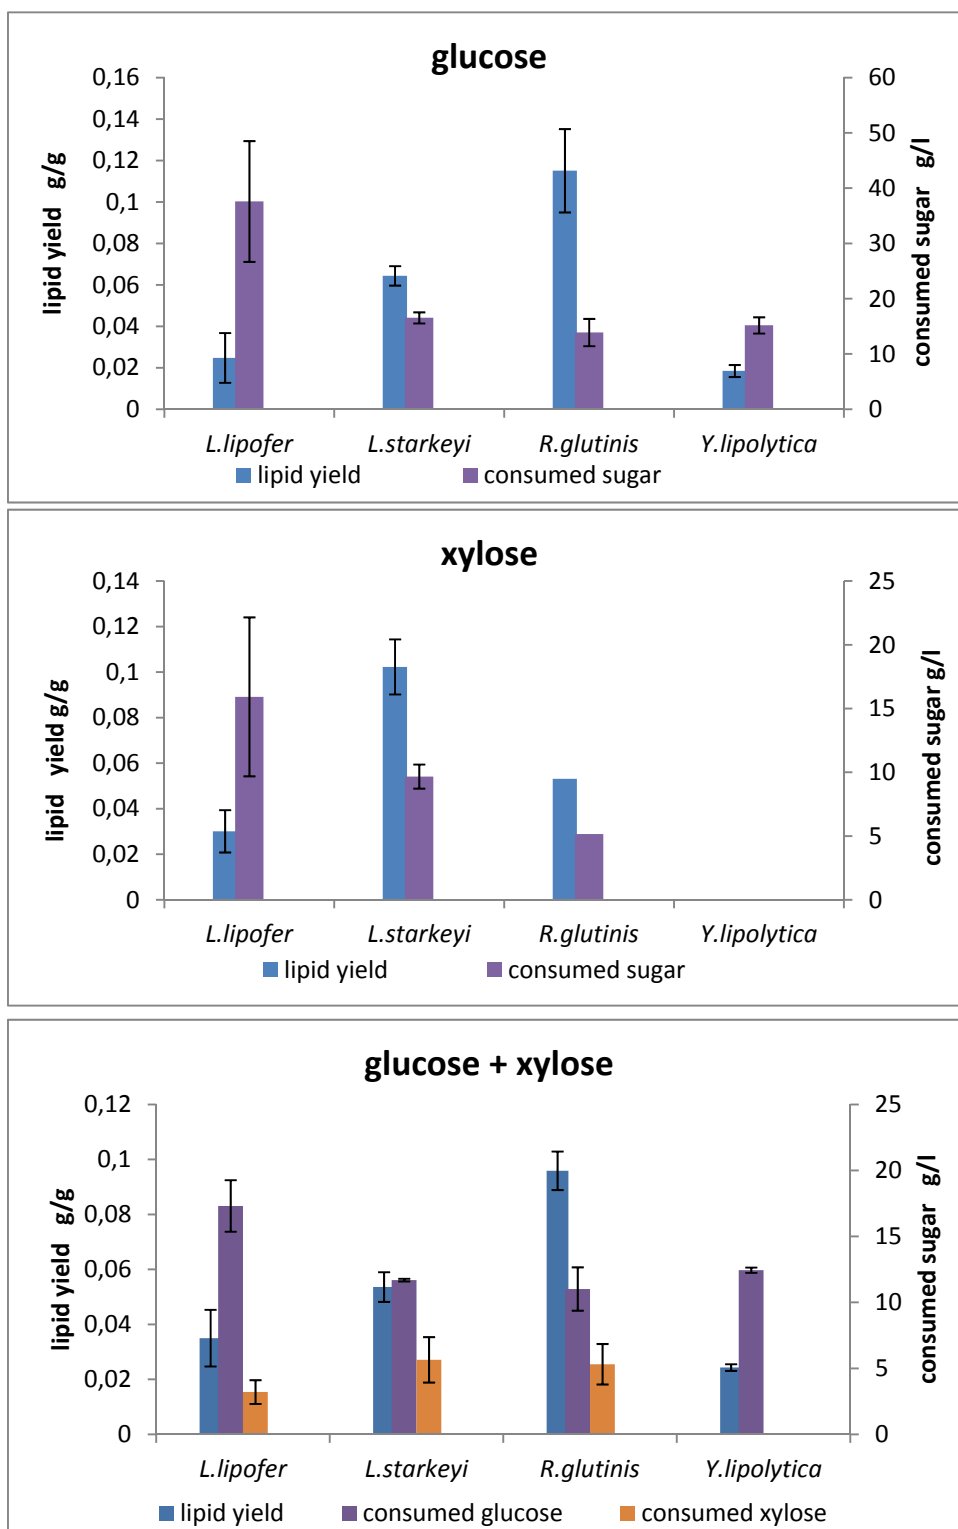 glucose
0,16
0,14
0,12
0,1
0,08
0,06
0,04
0,02
0
lipid yield g/g
60
50
40
30
20
10
0
consumed sugar g/l
L.lipofer L.starkeyi R.glutinis Y.lipolytica
lipid yield consumed sugar
xylose
0,14
0,12
0,1
0,08
0,06
0,04
0,02
0
lipid yield g/g
25
20
15
10
5
0
consumed sugar g/l
L.lipofer L.starkeyi R.glutinis Y.lipolytica
lipid yield consumed sugar
glucose + xylose
0,12
0,1
0,08
0,06
0,04
0,02
0
lipid yield g/g
25
20
15
10
5
0
consumed sugar g/l
L.lipofer L.starkeyi R.glutinis Y.lipolytica
lipid yield consumed glucose consumed xylose